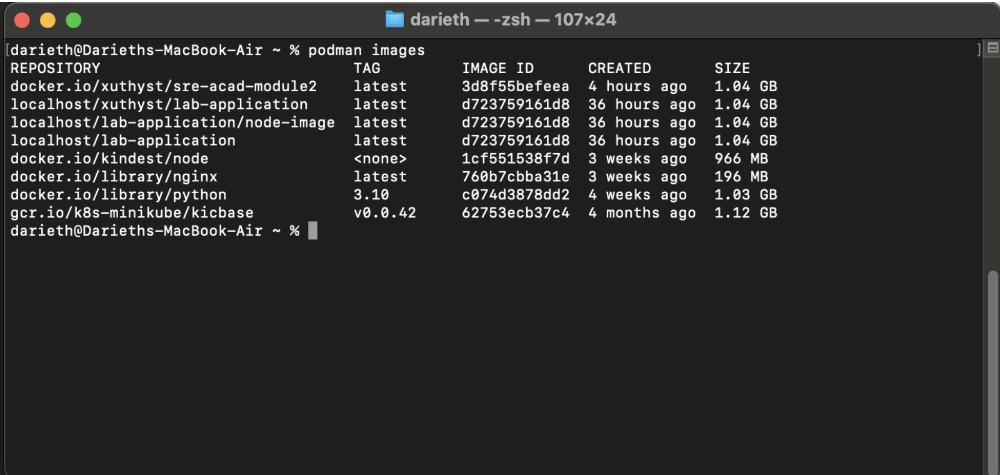 darieth — -zsh — 107×24
[darieth@Darieths-MacBook-Air ~ % podman images ]
REPOSITORY TAG IMAGE ID CREATED SIZE
docker.io/xuthyst/sre-acad-module2 latest 3d8f55befeea 4 hours ago 1.04 GB
localhost/xuthyst/lab-application latest d723759161d8 36 hours ago 1.04 GB
localhost/lab-application/node-image latest d723759161d8 36 hours ago 1.04 GB
localhost/lab-application latest d723759161d8 36 hours ago 1.04 GB
docker.io/kindest/node <none> 1cf551538f7d 3 weeks ago 966 MB
docker.io/library/nginx latest 760b7cbba31e 3 weeks ago 196 MB
docker.io/library/python 3.10 c074d3878dd2 4 weeks ago 1.03 GB
gcr.io/k8s-minikube/kicbase v0.0.42 62753ecb37c4 4 months ago 1.12 GB
darieth@Darieths-MacBook-Air ~ %